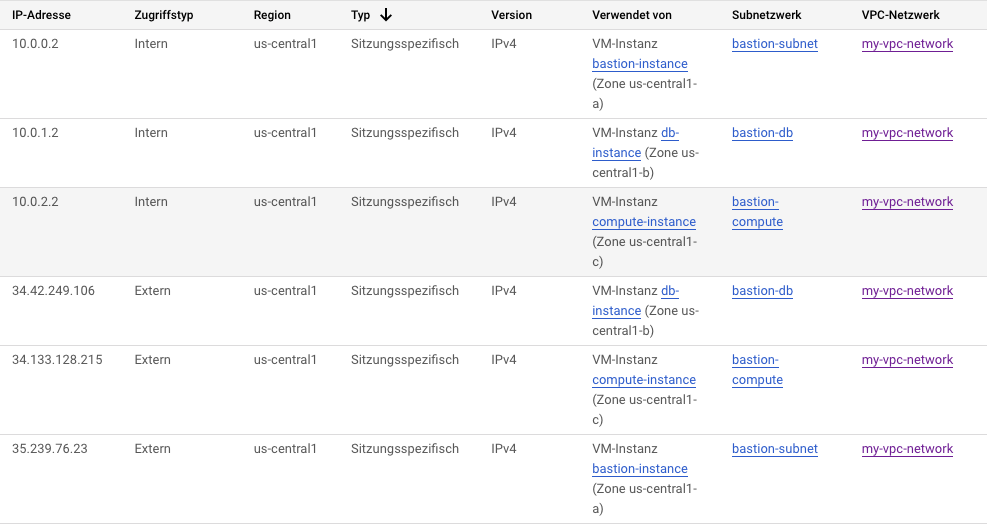 IP-Adresse Zugriffstyp Region Typ Version Verwendet von Subnetzwerk VPC-Netzwerk
10.0.0.2 Intern us-central1 Sitzungsspezifisch IPv4 VM-Instanz bastion-subnet my-vpc-network
bastion-instance
(Zone us-central1-
a)
10.0.1.2 Intern us-central1 Sitzungsspezifisch IPv4 VM-Instanz db- bastion-db my-vpc-network
instance (Zone us-
central1-b)
10.0.2.2 Intern us-central1 Sitzungsspezifisch IPv4 VM-Instanz bastion- my-vpc-network
compute-instance compute
(Zone us-central1-
c)
34.42.249.106 Extern us-central1 Sitzungsspezifisch IPv4 VM-Instanz db- bastion-db my-vpc-network
instance (Zone us-
central1-b)
34.133.128.215 Extern us-central1 Sitzungsspezifisch IPv4 VM-Instanz bastion- my-vpc-network
compute-instance compute
(Zone us-central1-
c)
35.239.76.23 Extern us-central1 Sitzungsspezifisch IPv4 VM-Instanz bastion-subnet my-vpc-network
bastion-instance
(Zone us-central1-
a)